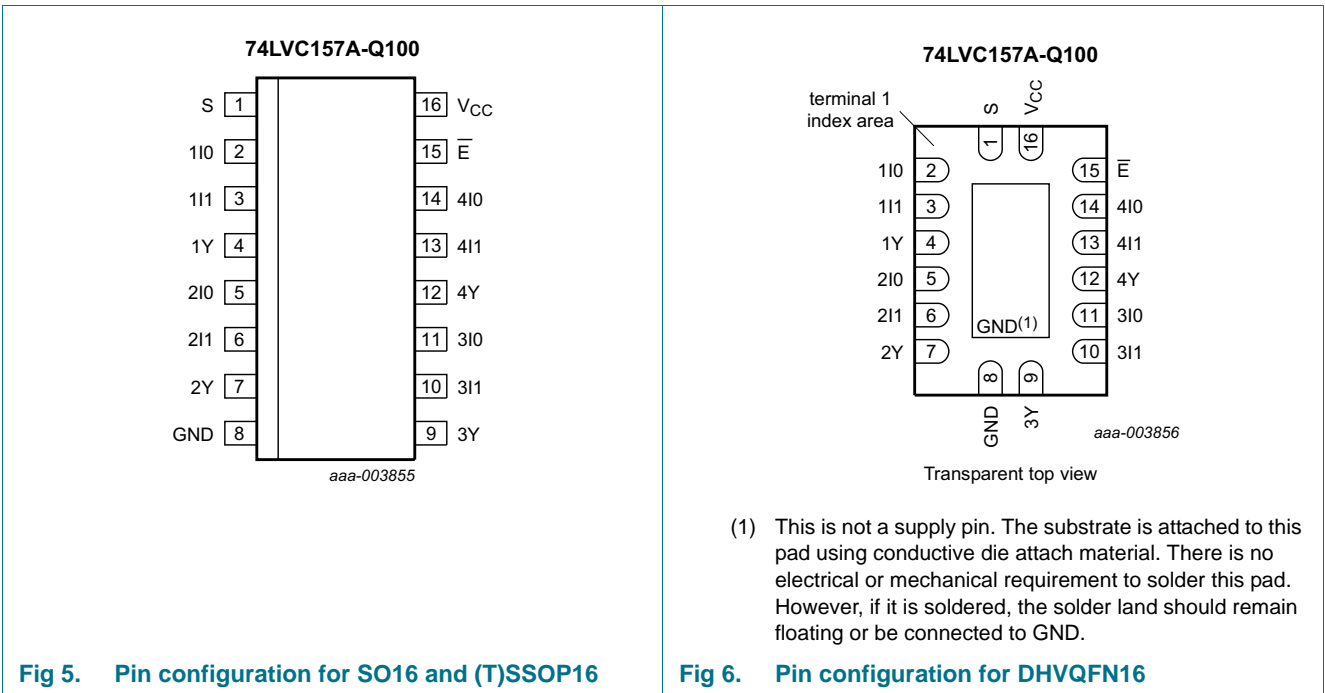 74LVC157A-Q100
S 1 16 VCC
1I0 2 15 E̅
1I1 3 14 4I0
1Y 4 13 4I1
2I0 5 12 4Y
2I1 6 11 3I0
2Y 7 10 3I1
GND 8 9 3Y
aaa-003855
Fig 5. Pin configuration for SO16 and (T)SSOP16
74LVC157A-Q100
terminal 1
index area
S VCC
1 16
1I0 2 15 E̅
1I1 3 14 4I0
1Y 4 13 4I1
2I0 5 12 4Y
2I1 6 11 3I0
GND(1)
2Y 7 10 3I1
8 9
GND 3Y
aaa-003856
Transparent top view
(1) This is not a supply pin. The substrate is attached to this
pad using conductive die attach material. There is no
electrical or mechanical requirement to solder this pad.
However, if it is soldered, the solder land should remain
floating or be connected to GND.
Fig 6. Pin configuration for DHVQFN16